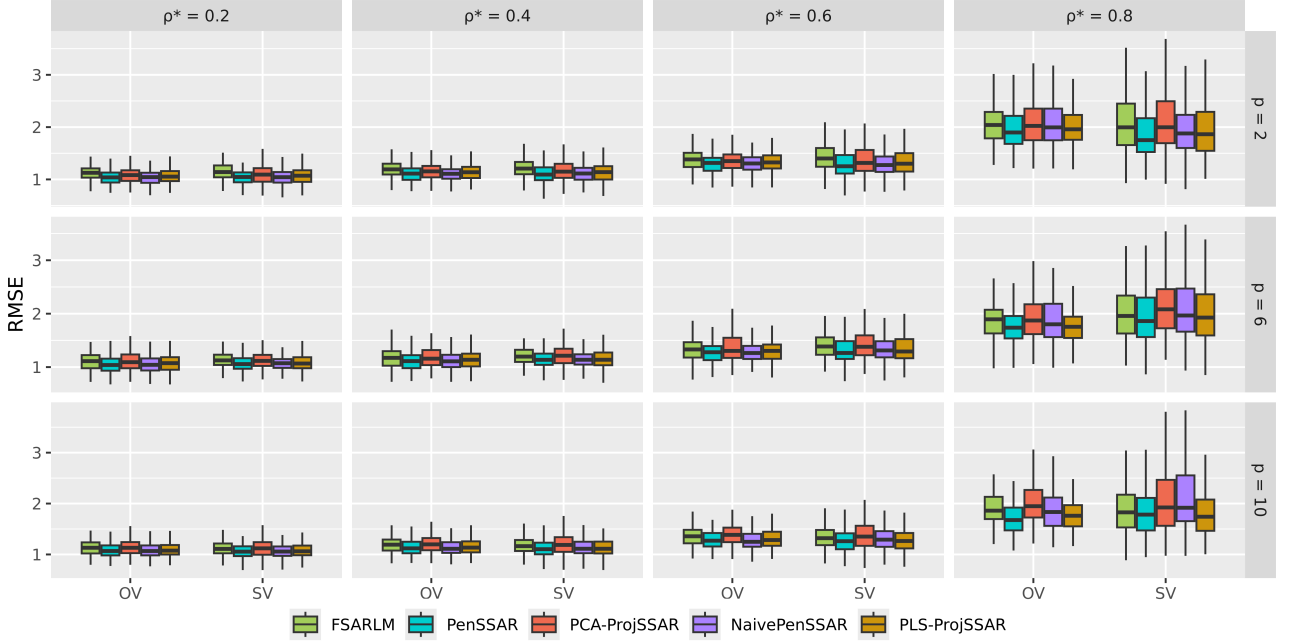 ρ* = 0.2
ρ* = 0.4
ρ* = 0.6
ρ* = 0.8
3
2
1
p = 2
RMSE
3
2
1
p = 6
3
2
1
p = 10
OV
SV
OV
SV
OV
SV
OV
SV
FSARLM
PenSSAR
PCA-ProjSSAR
NaivePenSSAR
PLS-ProjSSAR